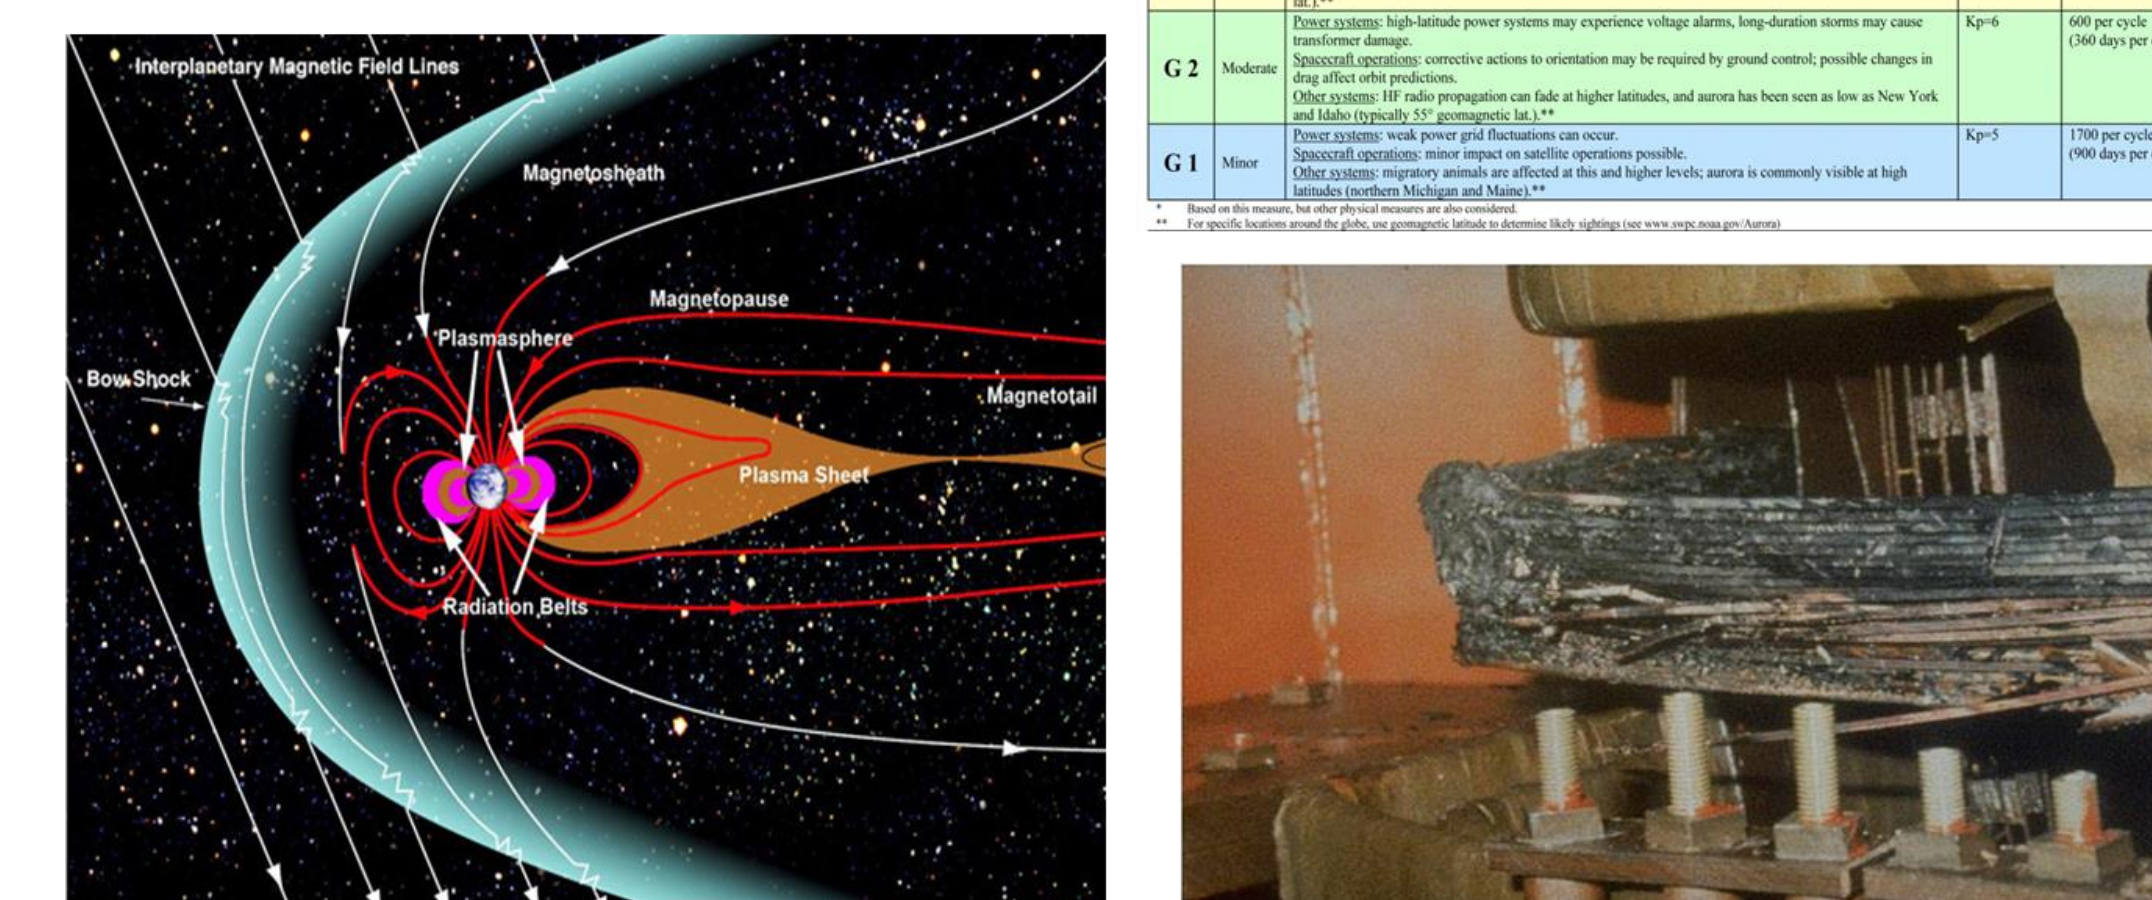 Interplanetary Magnetic Field Lines
Magnetosheath
Magnetopause
Plasmasphere
Bow Shock
Magnetotail
Plasma Sheet
Radiation Belts
lat.).**
Power systems: high-latitude power systems may experience voltage alarms, long-duration storms may cause
transformer damage.
Spacecraft operations: corrective actions to orientation may be required by ground control; possible changes in
drag affect orbit predictions.
Other systems: HF radio propagation can fade at higher latitudes, and aurora has been seen as low as New York
and Idaho (typically 55° geomagnetic lat.).**
G 2
Moderate
Kp=6
600 per cycle
(360 days per
Power systems: weak power grid fluctuations can occur.
Spacecraft operations: minor impact on satellite operations possible.
Other systems: migratory animals are affected at this and higher levels; aurora is commonly visible at high
latitudes (northern Michigan and Maine).**
G 1
Minor
Kp=5
1700 per cycle
(900 days per
* Based on this measure, but other physical measures are also considered.
** For specific locations around the globe, use geomagnetic latitude to determine likely sightings (see www.swpc.noaa.gov/Aurora)